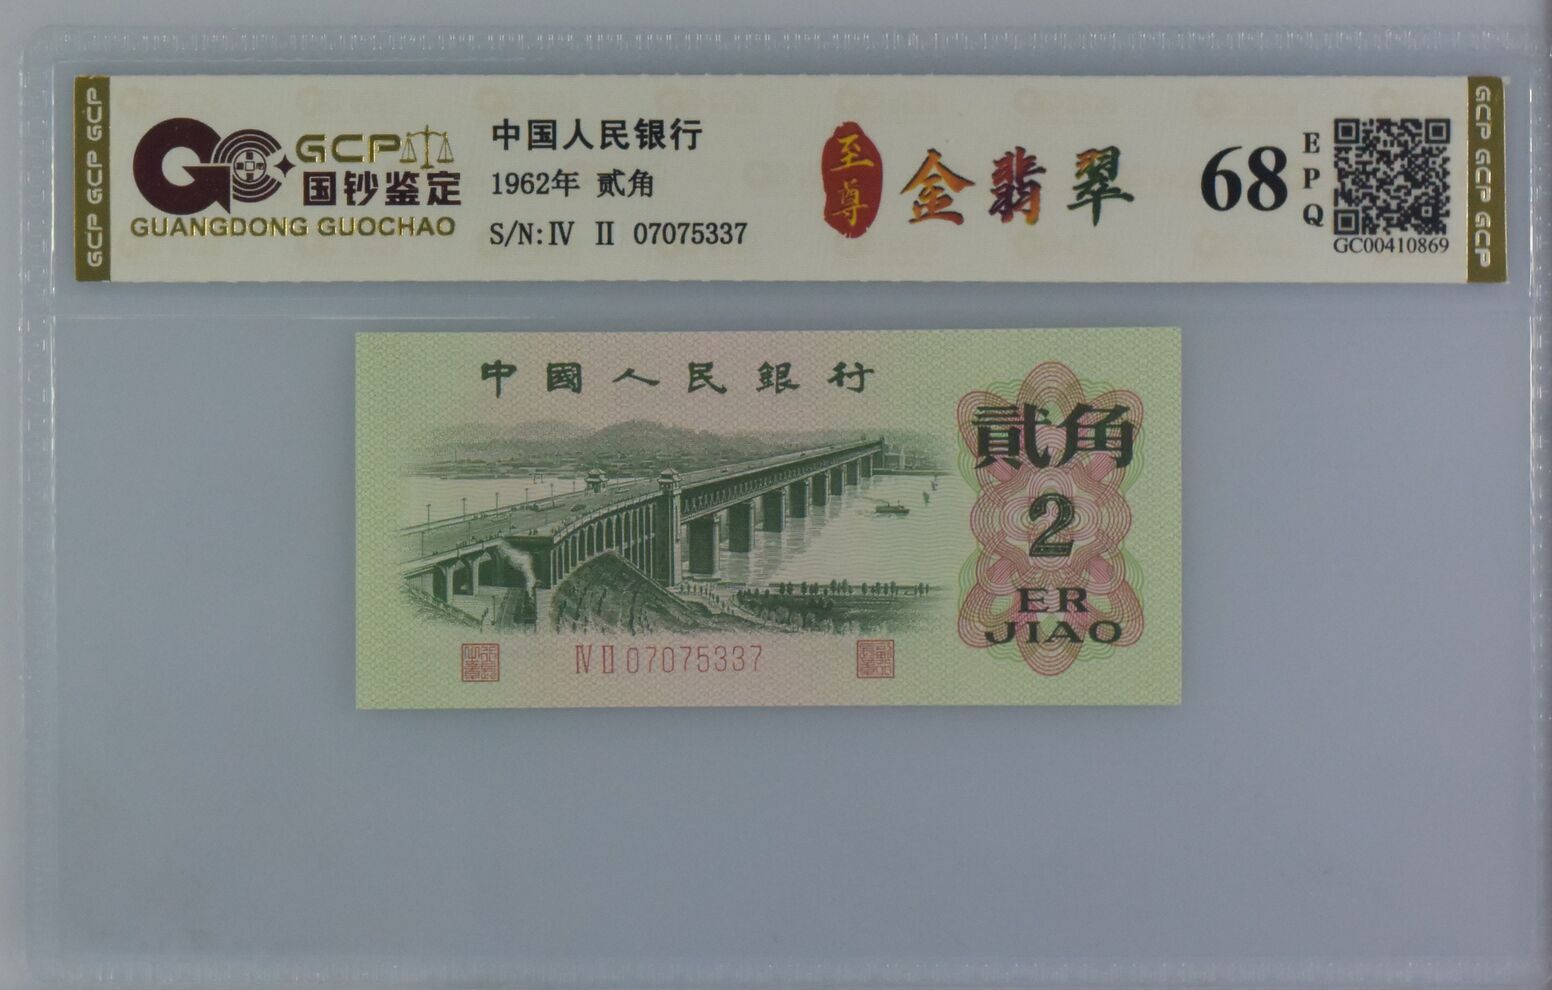 GCP GCP GCP
GCP
国钞鉴定
GUANGDONG GUOCHAO
中国人民银行
1962年 贰角
S/N:Ⅳ Ⅱ 07075337
至尊
金翡翠
68
EPQ
GC00410869
GCP GCP GCP
中國人民銀行
貳角
2
ER
JIAO
Ⅳ Ⅱ 07075337